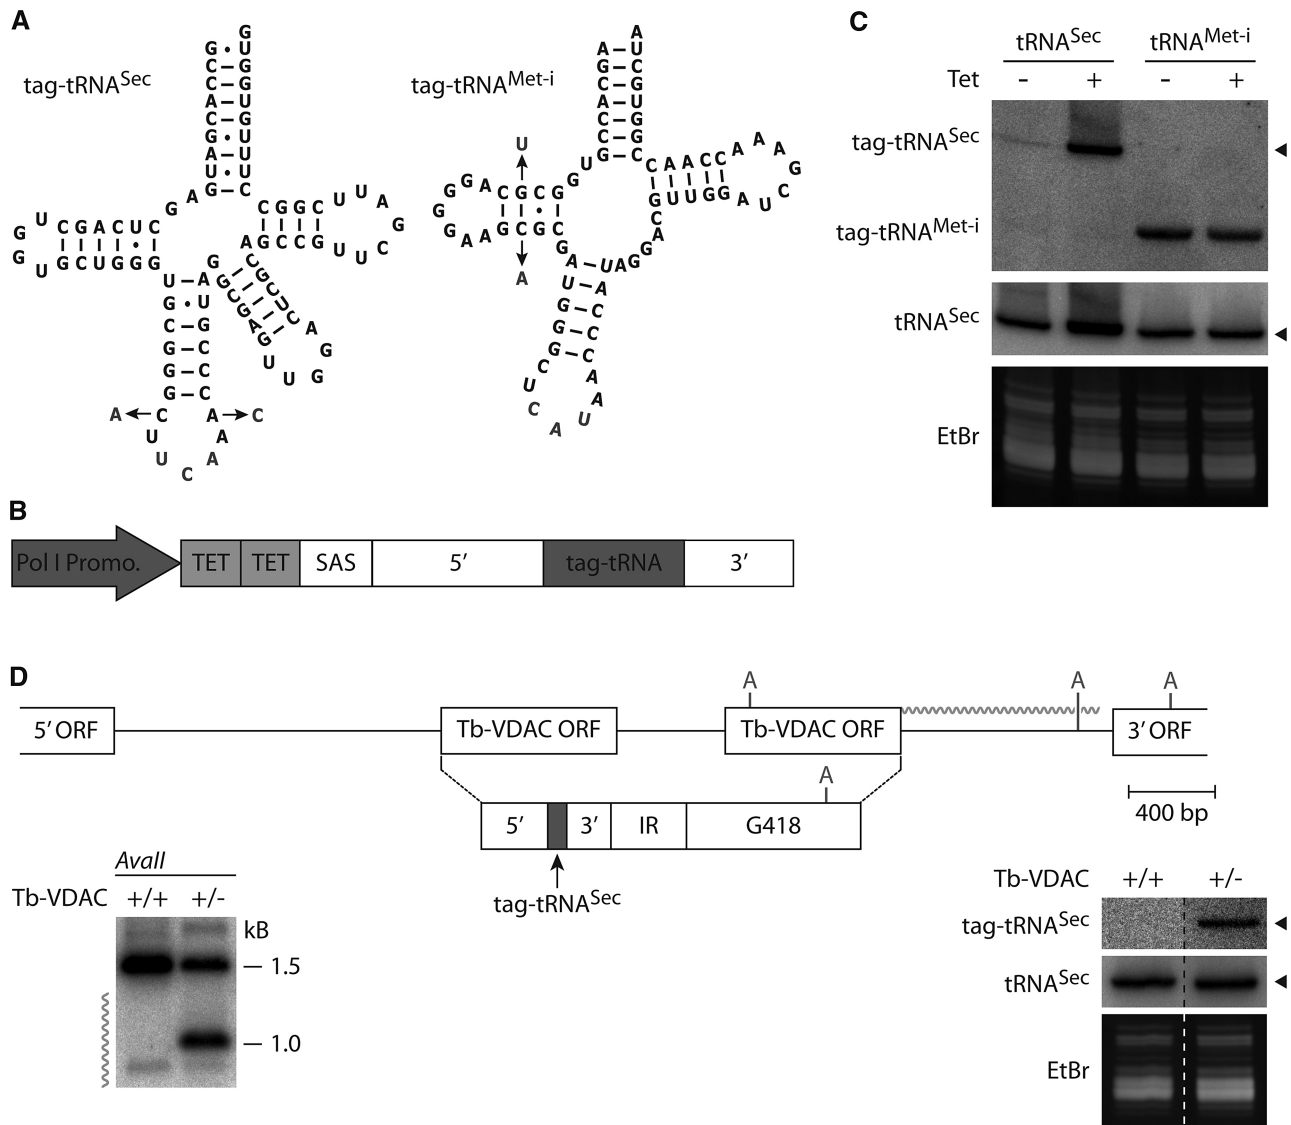 A
tag-tRNASec
tag-tRNAMet-i
C
tRNASec
tRNAMet-i
Tet
-
+
-
+
tag-tRNASec
tag-tRNAMet-i
tRNASec
EtBr
B
Pol I Promo.
TET
TET
SAS
5′
tag-tRNA
3′
D
A
A
A
5′ ORF
Tb-VDAC ORF
Tb-VDAC ORF
3′ ORF
A
400 bp
5′
3′
IR
G418
tag-tRNASec
AvaII
Tb-VDAC
+/+
+/-
kB
1.5
1.0
Tb-VDAC
+/+
+/-
tag-tRNASec
tRNASec
EtBr